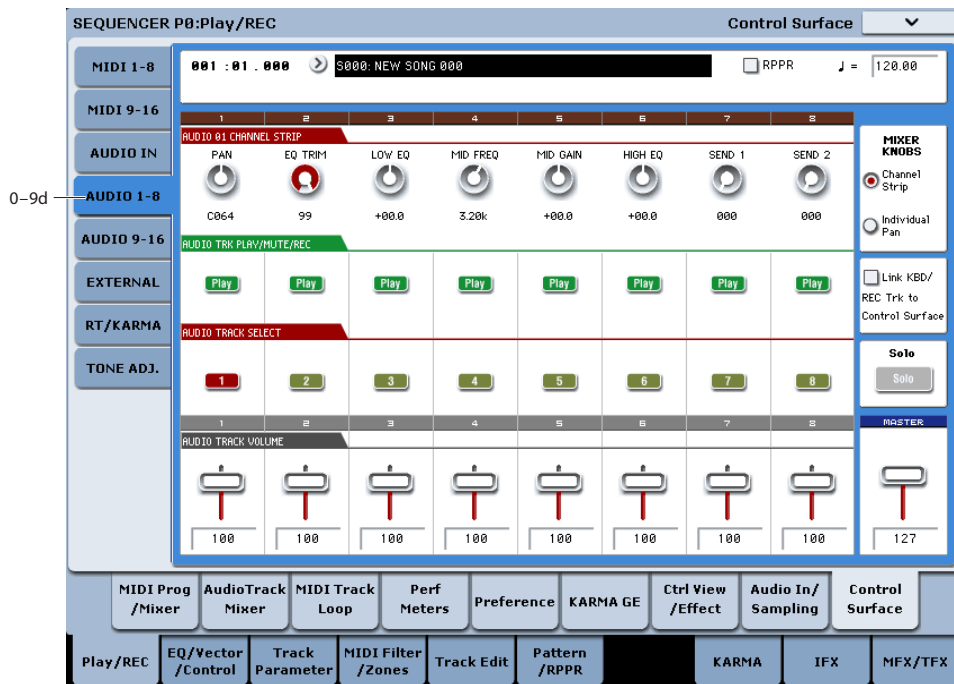 SEQUENCER P0:Play/REC Control Surface
MIDI 1-8
MIDI 9-16
AUDIO IN
0–9d
AUDIO 1-8
AUDIO 9-16
EXTERNAL
RT/KARMA
TONE ADJ.
001 :01 . 000 S000: NEW SONG 000 RPPR ♩ = 120.00
1 2 3 4 5 6 7 8
AUDIO 01 CHANNEL STRIP
PAN EQ TRIM LOW EQ MID FREQ MID GAIN HIGH EQ SEND 1 SEND 2
C064 99 +00.0 3.20k +00.0 +00.0 000 000
AUDIO TRK PLAY/MUTE/REC
Play Play Play Play Play Play Play Play
AUDIO TRACK SELECT
1 2 3 4 5 6 7 8
1 2 3 4 5 6 7 8
AUDIO TRACK VOLUME
100 100 100 100 100 100 100 100
MIXER
KNOBS
Channel
Strip
Individual
Pan
Link KBD/
REC Trk to
Control Surface
Solo
Solo
MASTER
127
MIDI Prog
/Mixer
AudioTrack
Mixer
MIDI Track
Loop
Perf
Meters
Preference
KARMA GE
Ctrl View
/Effect
Audio In/
Sampling
Control
Surface
Play/REC
EQ/Vector
/Control
Track
Parameter
MIDI Filter
/Zones
Track Edit
Pattern
/RPPR
KARMA
IFX
MFX/TFX